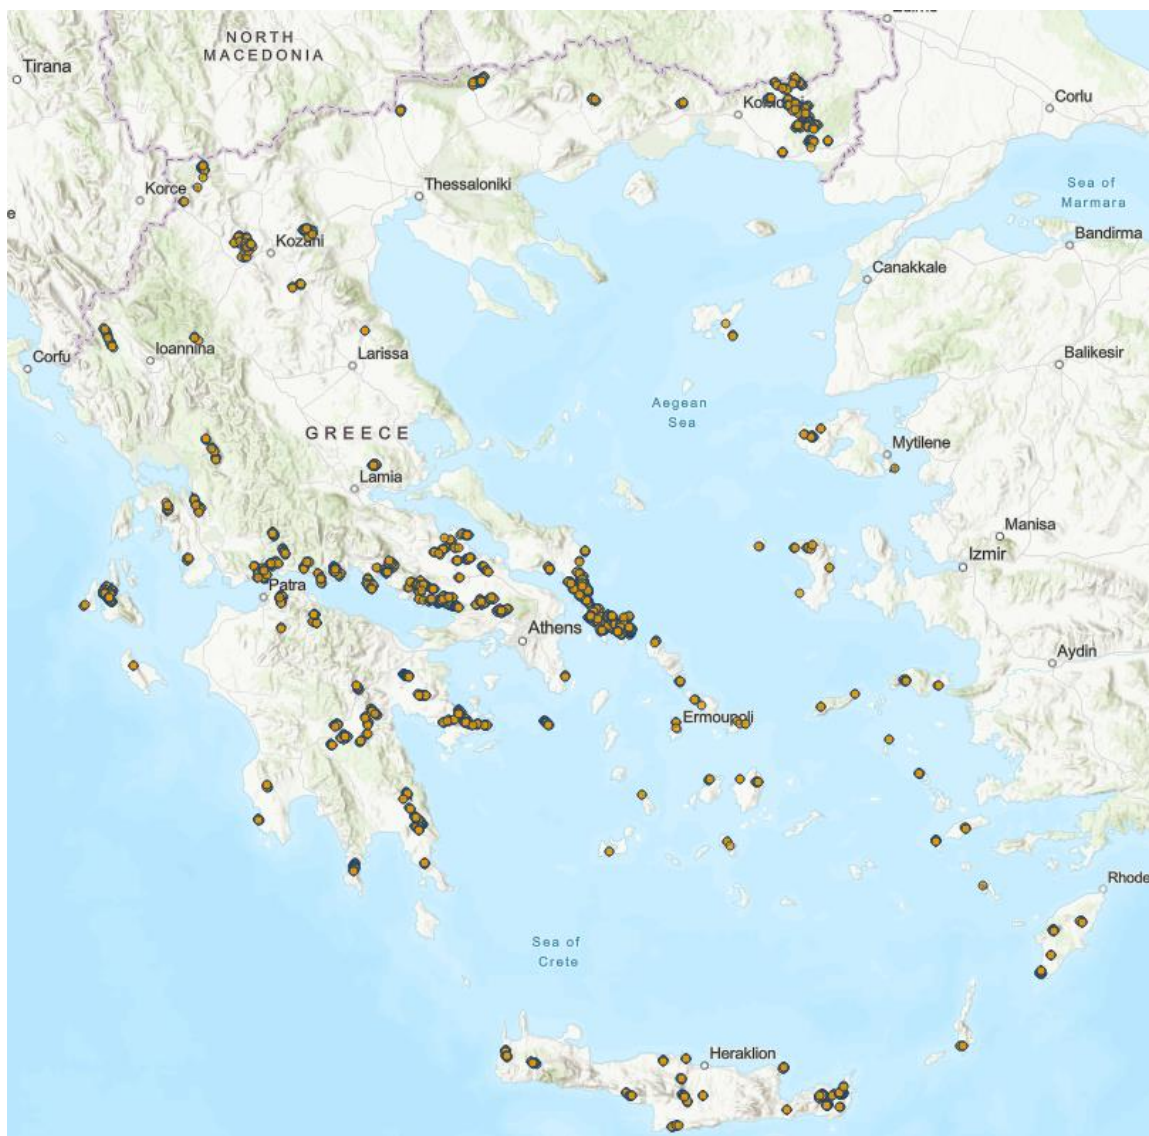 NORTH
MACEDONIA
Tirana
Corlu
Korce
Thessaloniki
Sea of
Marmara
Bandirma
Kozani
Canakkale
Ioannina
Corfu
Larissa
Balikesir
Aegean
Sea
GREECE
Mytilene
Lamia
Manisa
Izmir
Patra
Athens
Aydin
Ermoupoli
Rhode
Sea of
Crete
Heraklion